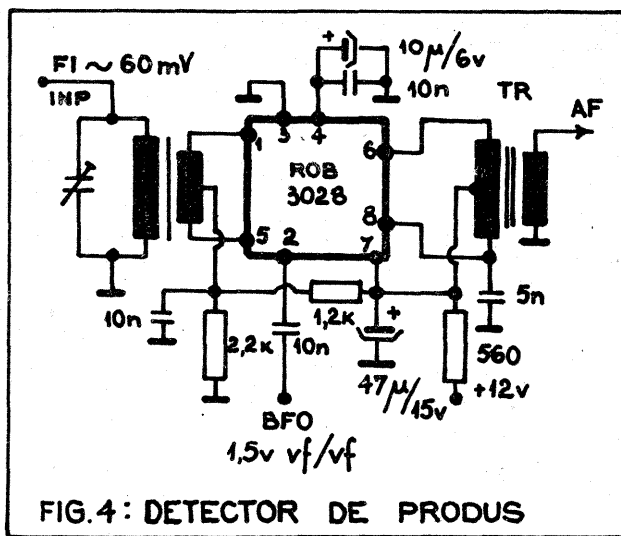 FI ~ 60mV
INP
+
10µ/6v
10n
TR
AF
1
3
4
6
ROB
3028
5
2
8
7
10n
2,2k
1,2k
10n
+
47µ/15v
5n
560
+12v
BFO
1,5v vf/vf
FIG.4: DETECTOR DE PRODUS